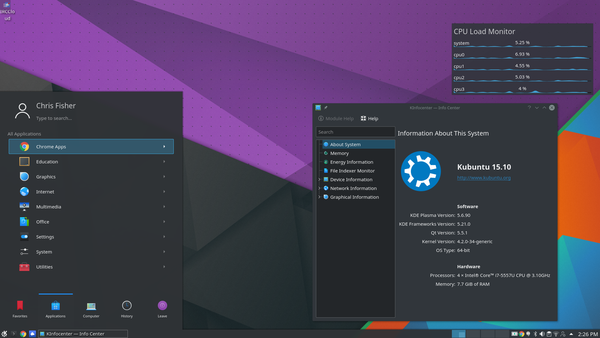 CPU Load Monitor
system 5.25 %
cpu0 6.93 %
cpu1 4.55 %
cpu2 5.03 %
cpu3 4 %
Chris Fisher
Type to search...
All Applications
Chrome Apps
Education
Graphics
Internet
Multimedia
Office
Settings
System
Utilities
Favorites
Applications
Computer
History
Leave
KInfocenter — Info Center
Module Help
Help
Search
About System
Memory
Energy Information
File Indexer Monitor
Device Information
Network Information
Graphical Information
Information About This System
Kubuntu 15.10
http://www.kubuntu.org
Software
KDE Plasma Version: 5.6.90
KDE Frameworks Version: 5.21.0
Qt Version: 5.5.1
Kernel Version: 4.2.0-34-generic
OS Type: 64-bit
Hardware
Processors: 4 × Intel® Core™ i7-5557U CPU @ 3.10GHz
Memory: 7.7 GiB of RAM
KInfocenter — Info Center
2:26 PM